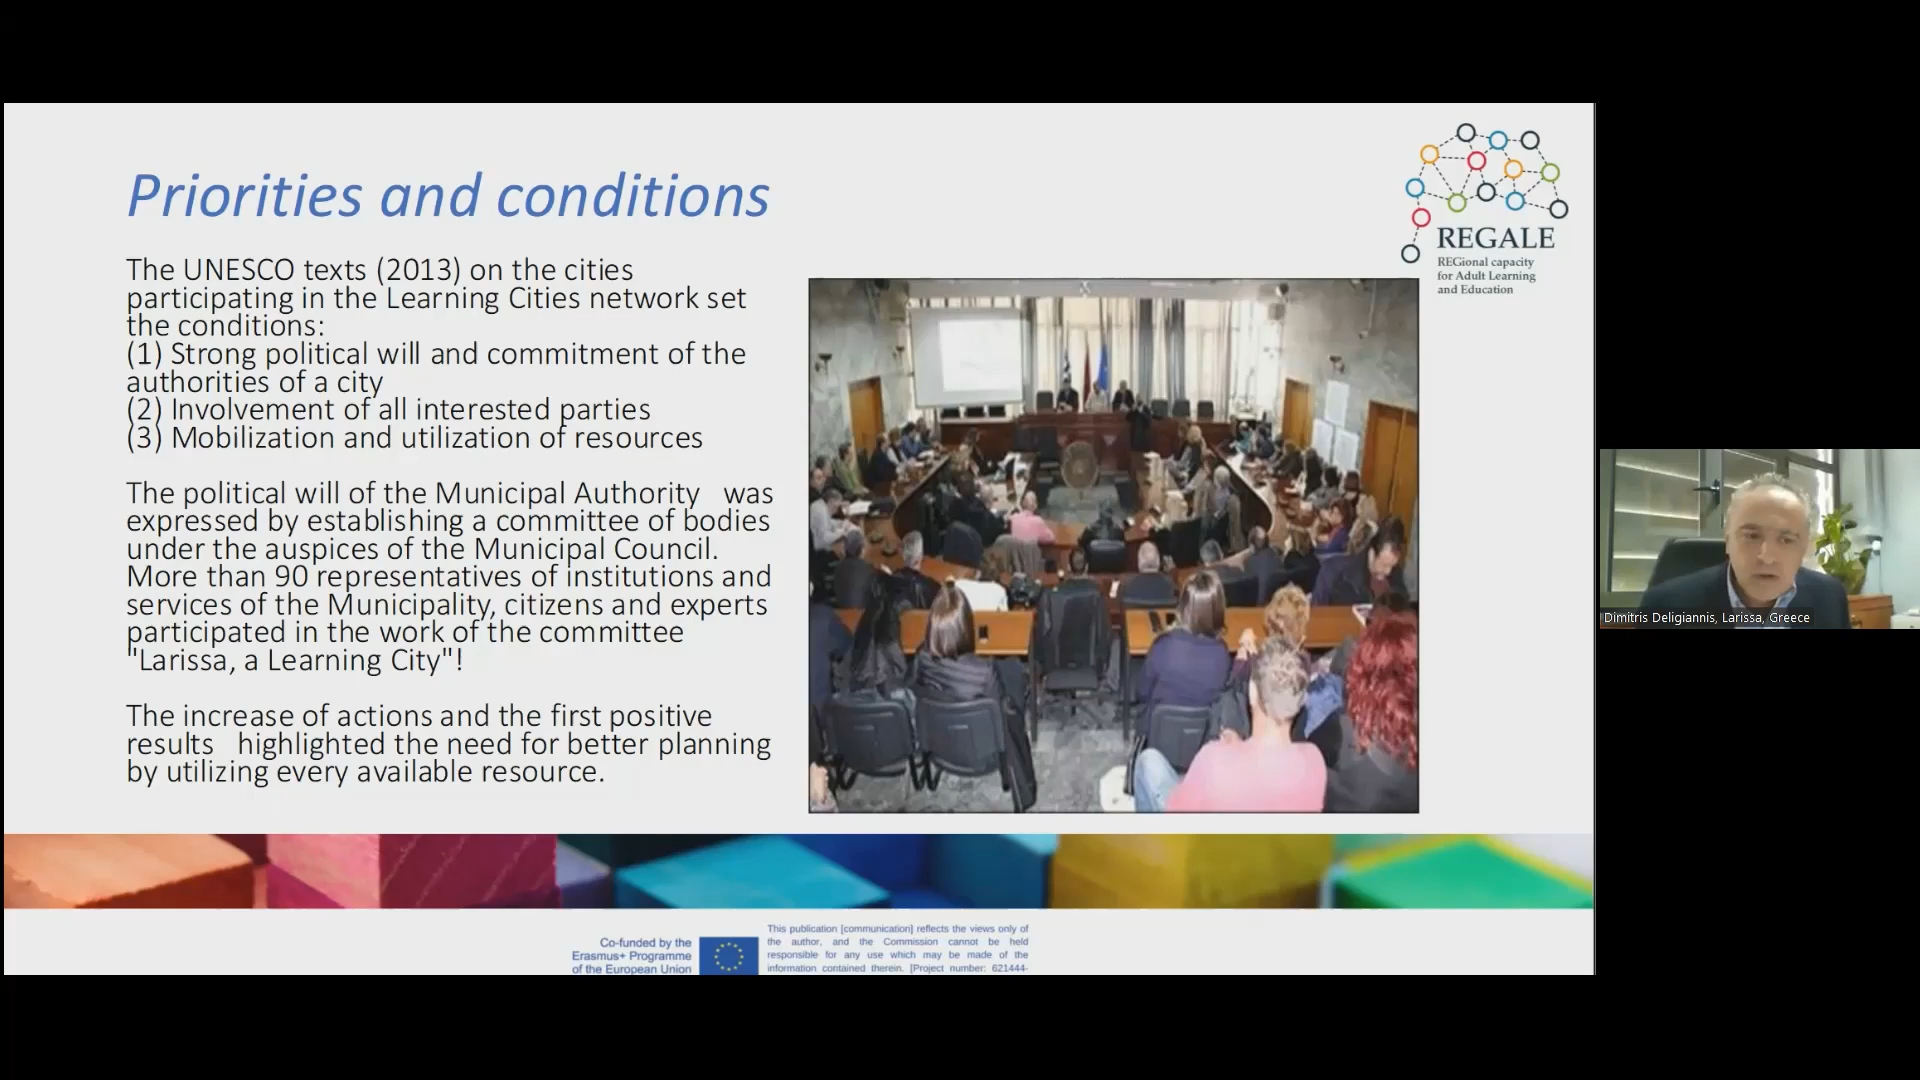 Priorities and conditions
The UNESCO texts (2013) on the cities
participating in the Learning Cities network set
the conditions:
(1) Strong political will and commitment of the
authorities of a city
(2) Involvement of all interested parties
(3) Mobilization and utilization of resources
The political will of the Municipal Authority   was
expressed by establishing a committee of bodies
under the auspices of the Municipal Council.
More than 90 representatives of institutions and
services of the Municipality, citizens and experts
participated in the work of the committee
"Larissa, a Learning City"!
The increase of actions and the first positive
results   highlighted the need for better planning
by utilizing every available resource.
REGALE
REGional capacity
for Adult Learning
and Education
Co-funded by the
Erasmus+ Programme
of the European Union
This publication [communication] reflects the views only of
the author, and the Commission cannot be held
responsible for any use which may be made of the
information contained therein. [Project number: 621444-
Dimitris Deligiannis, Larissa, Greece